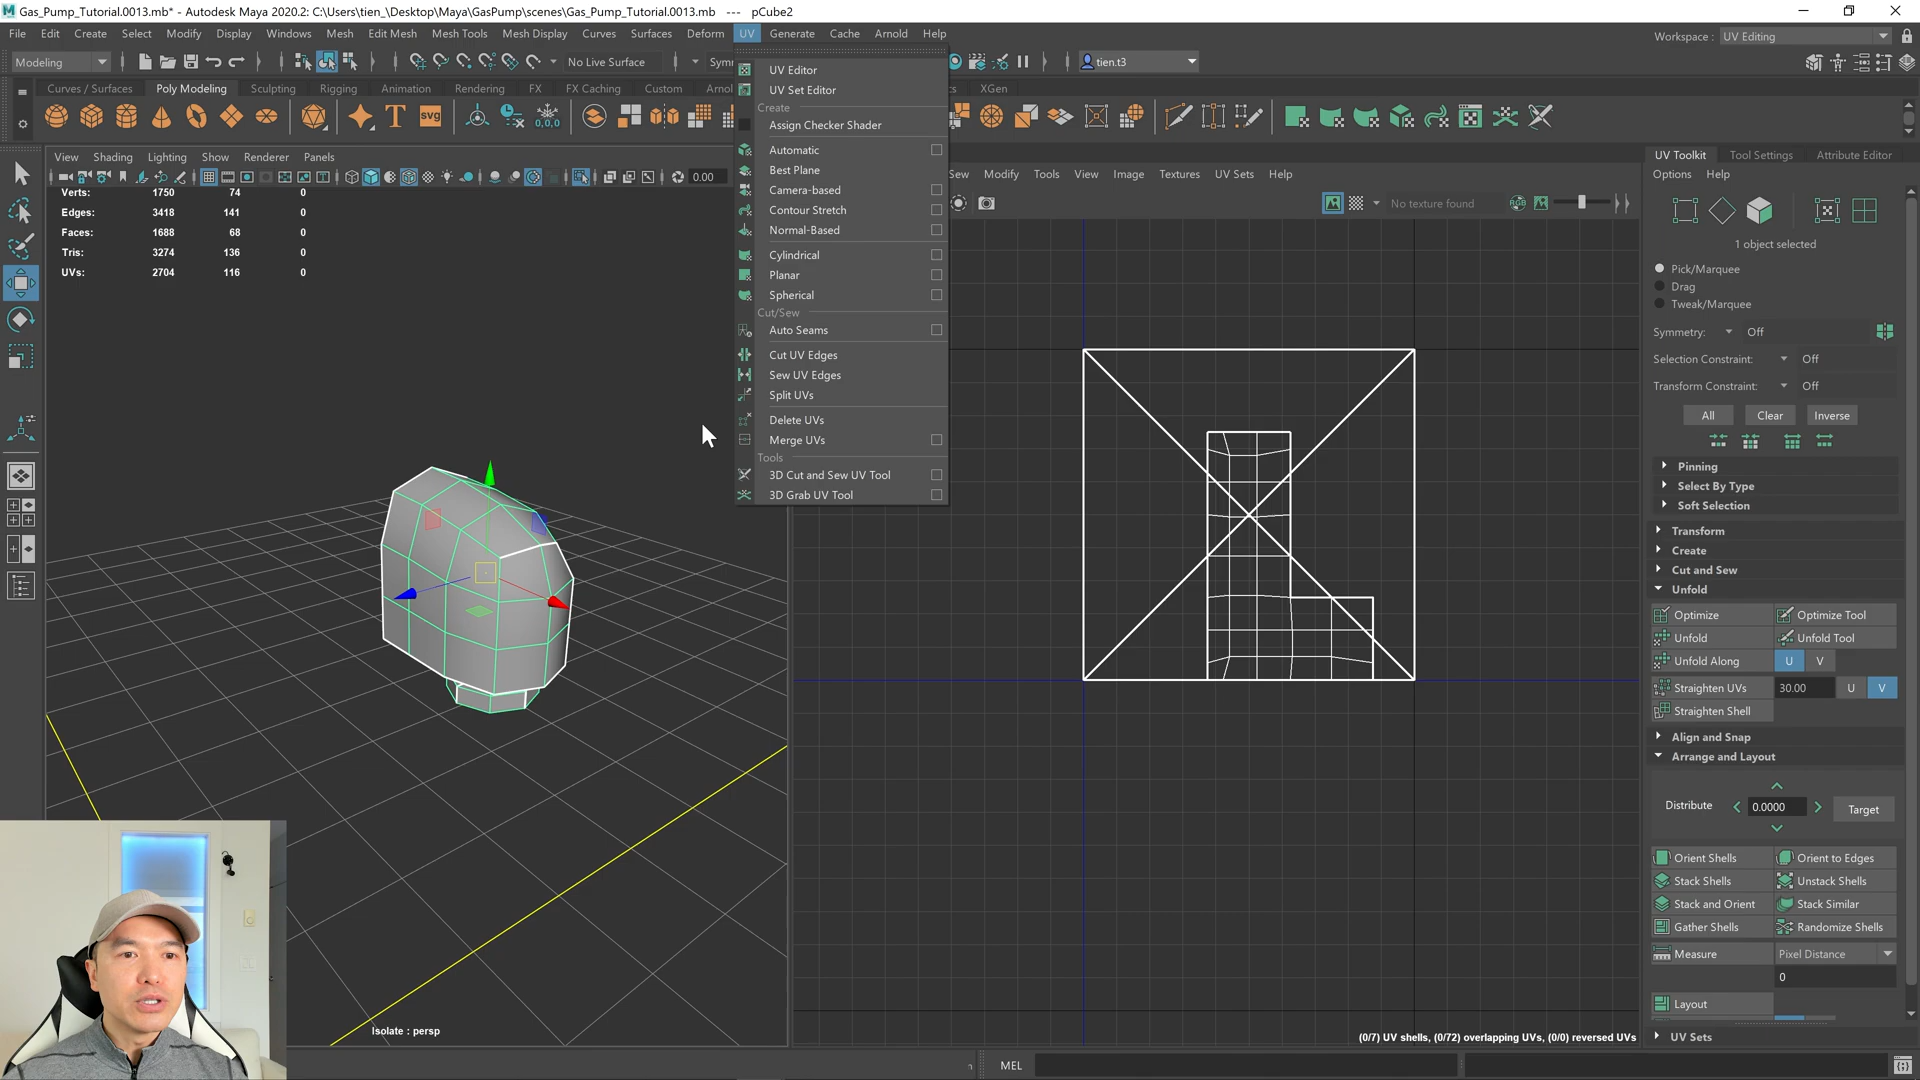 Gas_Pump_Tutorial.0013.mb* - Autodesk Maya 2020.2: C:\Users\tien_\Desktop\Maya\GasPump\scenes\Gas_Pump_Tutorial.0013.mb --- pCube2
File Edit Create Select Modify Display Windows Mesh Edit Mesh Mesh Tools Mesh Display Curves Surfaces Deform UV Generate Cache Arnold Help
Workspace : UV Editing
Modeling No Live Surface tien.t3
Curves / Surfaces Poly Modeling Sculpting Rigging Animation Rendering FX FX Caching Custom XGen
SVG
0,0,0
View Shading Lighting Show Renderer Panels
0.00
Verts: 1750 74 0
Edges: 3418 141 0
Faces: 1688 68 0
Tris: 3274 136 0
UVs: 2704 116 0
Isolate : persp
UV Editor
UV Set Editor
Create
Assign Checker Shader
Automatic
Best Plane
Camera-based
Contour Stretch
Normal-Based
Cylindrical
Planar
Spherical
Cut/Sew
Auto Seams
Cut UV Edges
Sew UV Edges
Split UVs
Delete UVs
Merge UVs
Tools
3D Cut and Sew UV Tool
3D Grab UV Tool
Modify Tools View Image Textures UV Sets Help
No texture found
RGB
(0/7) UV shells, (0/72) overlapping UVs, (0/0) reversed UVs
UV Toolkit Tool Settings Attribute Editor
Options Help
1 object selected
Pick/Marquee
Drag
Tweak/Marquee
Symmetry: Off
Selection Constraint: Off
Transform Constraint: Off
All Clear Inverse
Pinning
Select By Type
Soft Selection
Transform
Create
Cut and Sew
Unfold
Optimize Optimize Tool
Unfold Unfold Tool
Unfold Along U V
Straighten UVs 30.00 U V
Straighten Shell
Align and Snap
Arrange and Layout
Distribute 0.0000 Target
Orient Shells Orient to Edges
Stack Shells Unstack Shells
Stack and Orient Stack Similar
Gather Shells Randomize Shells
Measure Pixel Distance
0
Layout
UV Sets
MEL